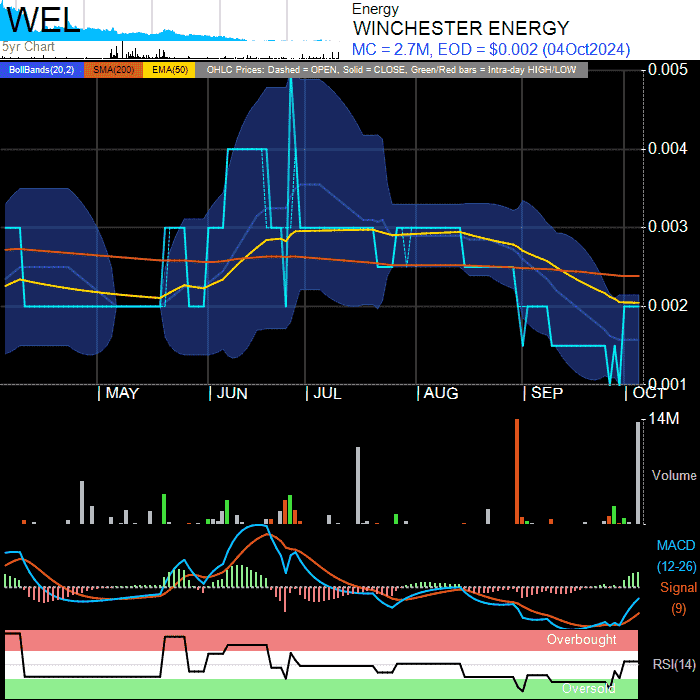 WEL
Energy
WINCHESTER ENERGY
5yr Chart
MC = 2.7M, EOD = $0.002 (04Oct2024)
BollBands(20,2) SMA(200) EMA(50) OHLC Prices: Dashed = OPEN, Solid = CLOSE, Green/Red bars = Intra-day HIGH/LOW
0.005
0.004
0.003
0.002
0.001
MAY JUN JUL AUG SEP OCT
14M
Volume
MACD
(12-26)
Signal
(9)
Overbought
RSI(14)
Oversold